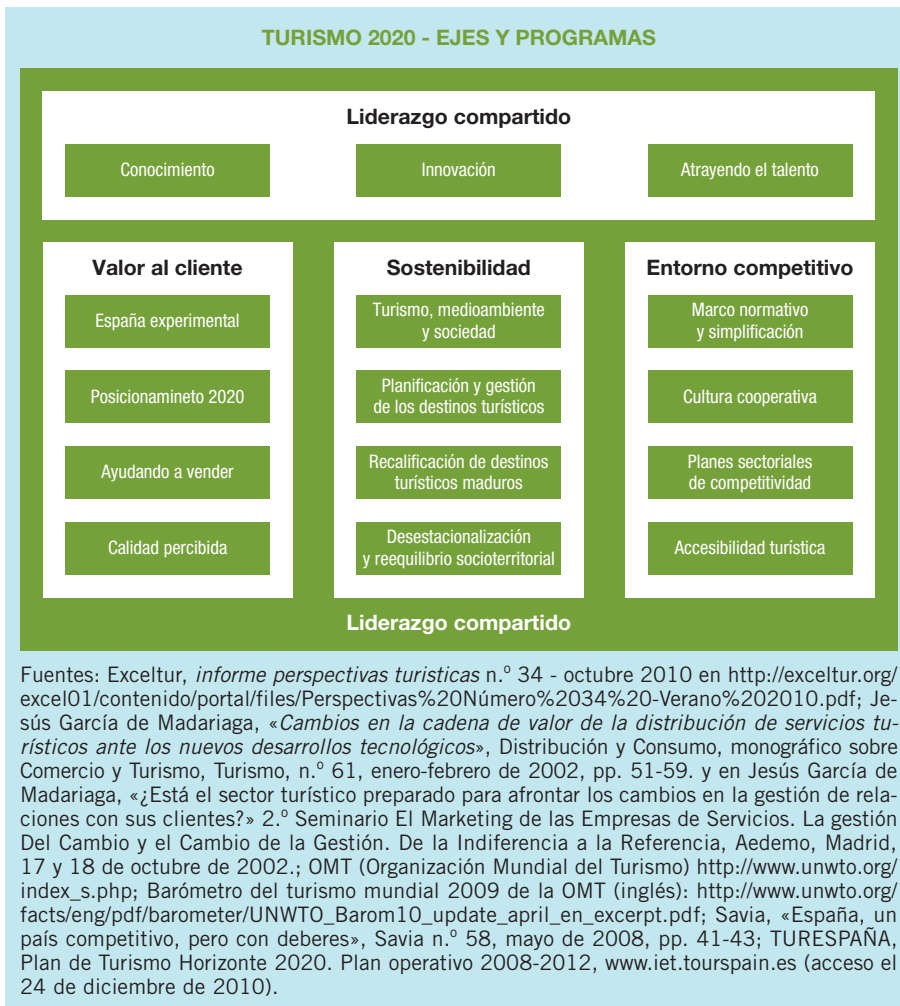 TURISMO 2020 - EJES Y PROGRAMAS
Liderazgo compartido
Conocimiento
Innovación
Atrayendo el talento
Valor al cliente
España experimental
Posicionamineto 2020
Ayudando a vender
Calidad percibida
Sostenibilidad
Turismo, medioambiente
y sociedad
Planificación y gestión
de los destinos turísticos
Recalificación de destinos
turísticos maduros
Desestacionalización
y reequilibrio socioterritorial
Entorno competitivo
Marco normativo
y simplificación
Cultura cooperativa
Planes sectoriales
de competitividad
Accesibilidad turística
Liderazgo compartido
Fuentes: Exceltur, informe perspectivas turisticas n.º 34 - octubre 2010 en http://exceltur.org/
excel01/contenido/portal/files/Perspectivas%20Número%2034%20-Verano%202010.pdf; Je-
sús García de Madariaga, «Cambios en la cadena de valor de la distribución de servicios tu-
rísticos ante los nuevos desarrollos tecnológicos», Distribución y Consumo, monográfico sobre
Comercio y Turismo, Turismo, n.º 61, enero-febrero de 2002, pp. 51-59. y en Jesús García de
Madariaga, «¿Está el sector turístico preparado para afrontar los cambios en la gestión de rela-
ciones con sus clientes?» 2.º Seminario El Marketing de las Empresas de Servicios. La gestión
Del Cambio y el Cambio de la Gestión. De la Indiferencia a la Referencia, Aedemo, Madrid,
17 y 18 de octubre de 2002.; OMT (Organización Mundial del Turismo) http://www.unwto.org/
index_s.php; Barómetro del turismo mundial 2009 de la OMT (inglés): http://www.unwto.org/
facts/eng/pdf/barometer/UNWTO_Barom10_update_april_en_excerpt.pdf; Savia, «España, un
país competitivo, pero con deberes», Savia n.º 58, mayo de 2008, pp. 41-43; TURESPAÑA,
Plan de Turismo Horizonte 2020. Plan operativo 2008-2012, www.iet.tourspain.es (acceso el
24 de diciembre de 2010).